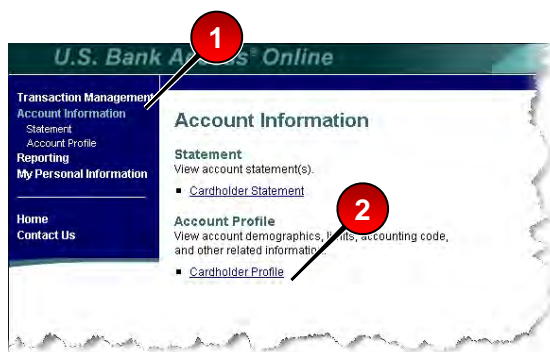 1
U.S. Bank Access® Online
Transaction Management
Account Information
Statement
Account Profile
Reporting
My Personal Information
Home
Contact Us
Account Information
Statement
View account statement(s).
Cardholder Statement
2
Account Profile
View account demographics, limits, accounting code,
and other related information.
Cardholder Profile